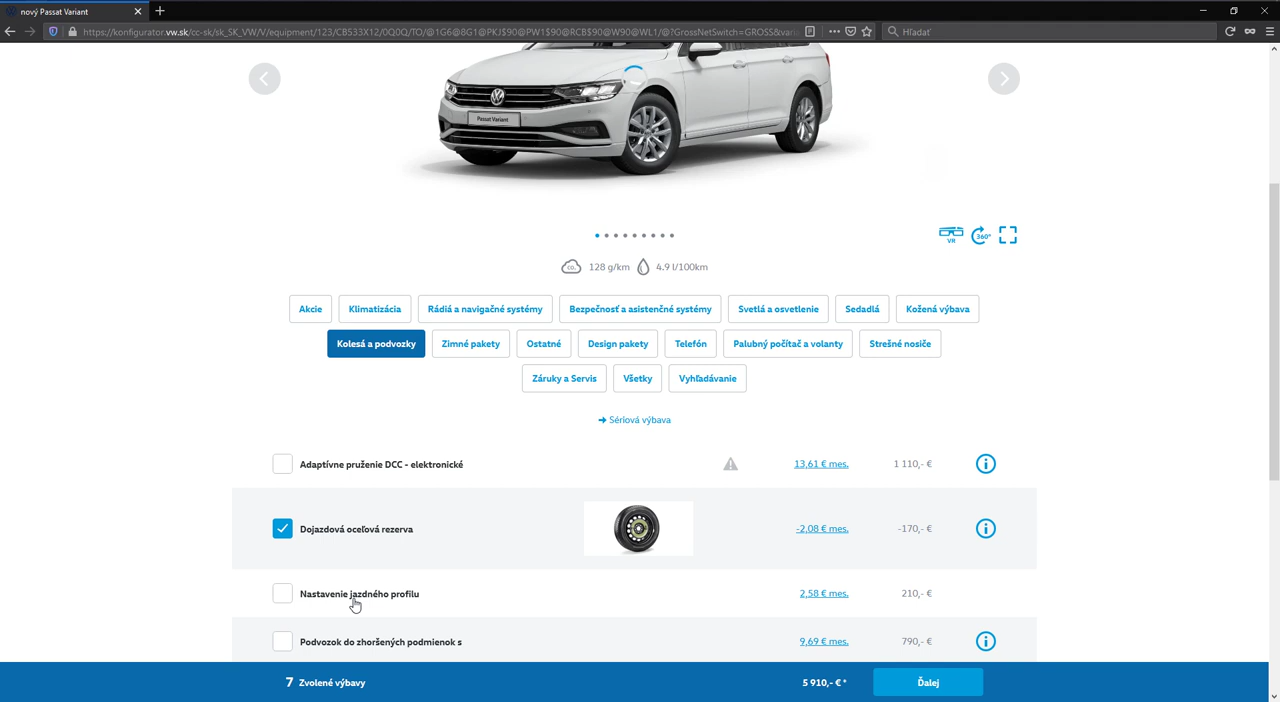 nový Passat Variant
https://konfigurator.vw.sk/cc-sk/sk_SK_VW/V/equipment/123/CB533X12/0Q0Q/TO/@1G6@8G1@PKJ$90@PW1$90@RCB$90@W90@WL1/@?GrossNetSwitch=GROSS&
Hľadať
Passat Variant
VR
360°
CO₂ 128 g/km 4.9 l/100km
Akcie Klimatizácia Rádiá a navigačné systémy Bezpečnosť a asistenčné systémy Svetlá a osvetlenie Sedadlá Kožená výbava
Kolesá a podvozky Zimné pakety Ostatné Design pakety Telefón Palubný počítač a volanty Strešné nosiče
Záruky a Servis Všetky Vyhľadávanie
Sériová výbava
Adaptívne pruženie DCC - elektronické 13,61 € mes. 1 110,- €
Dojazdová oceľová rezerva -2,08 € mes. -170,- €
Nastavenie jazdného profilu 2,58 € mes. 210,- €
Podvozok do zhoršených podmienok s 9,69 € mes. 790,- €
7 Zvolené výbavy 5 910,- € * Ďalej